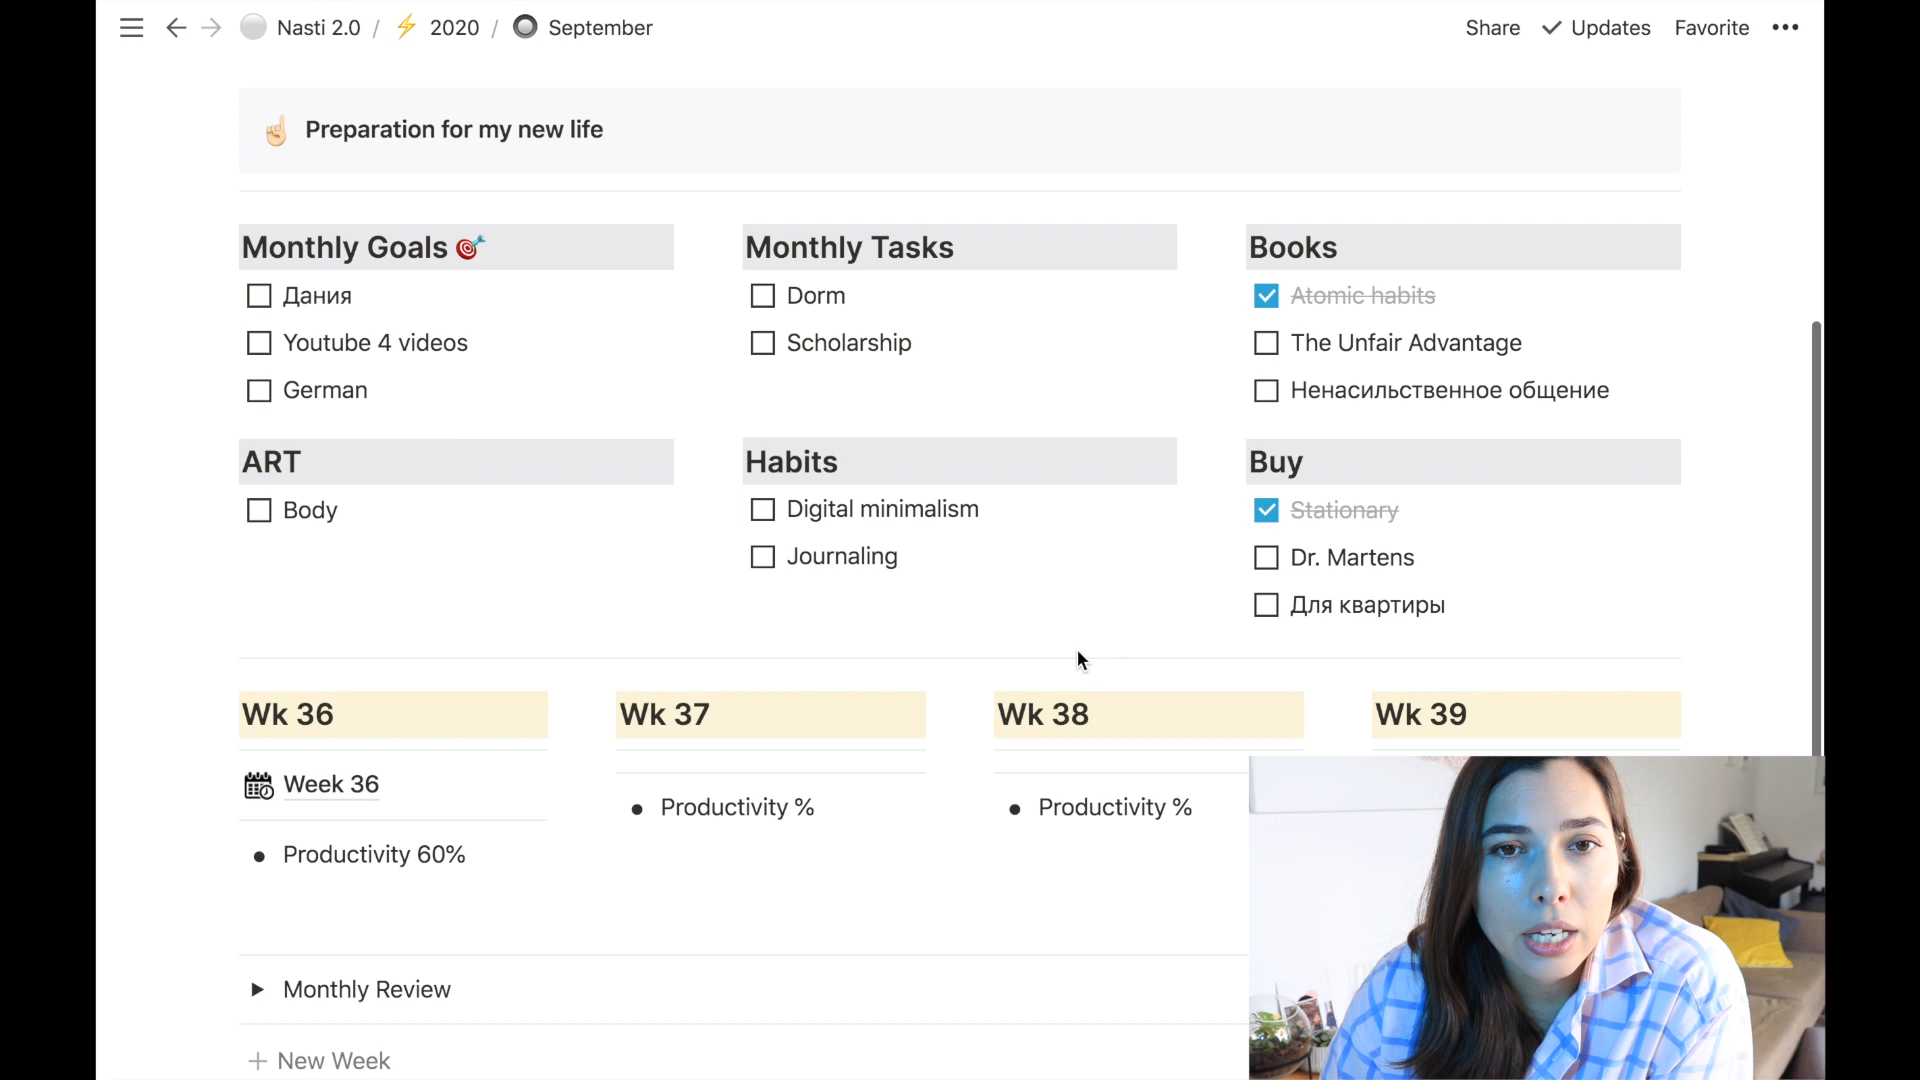 Nasti 2.0 / 2020 / September
Share Updates Favorite
Preparation for my new life
Monthly Goals
Дания
Youtube 4 videos
German
Monthly Tasks
Dorm
Scholarship
Books
Atomic habits
The Unfair Advantage
Ненасильственное общение
ART
Body
Habits
Digital minimalism
Journaling
Buy
Stationary
Dr. Martens
Для квартиры
Wk 36
Week 36
Productivity 60%
Wk 37
Productivity %
Wk 38
Productivity %
Wk 39
Monthly Review
New Week